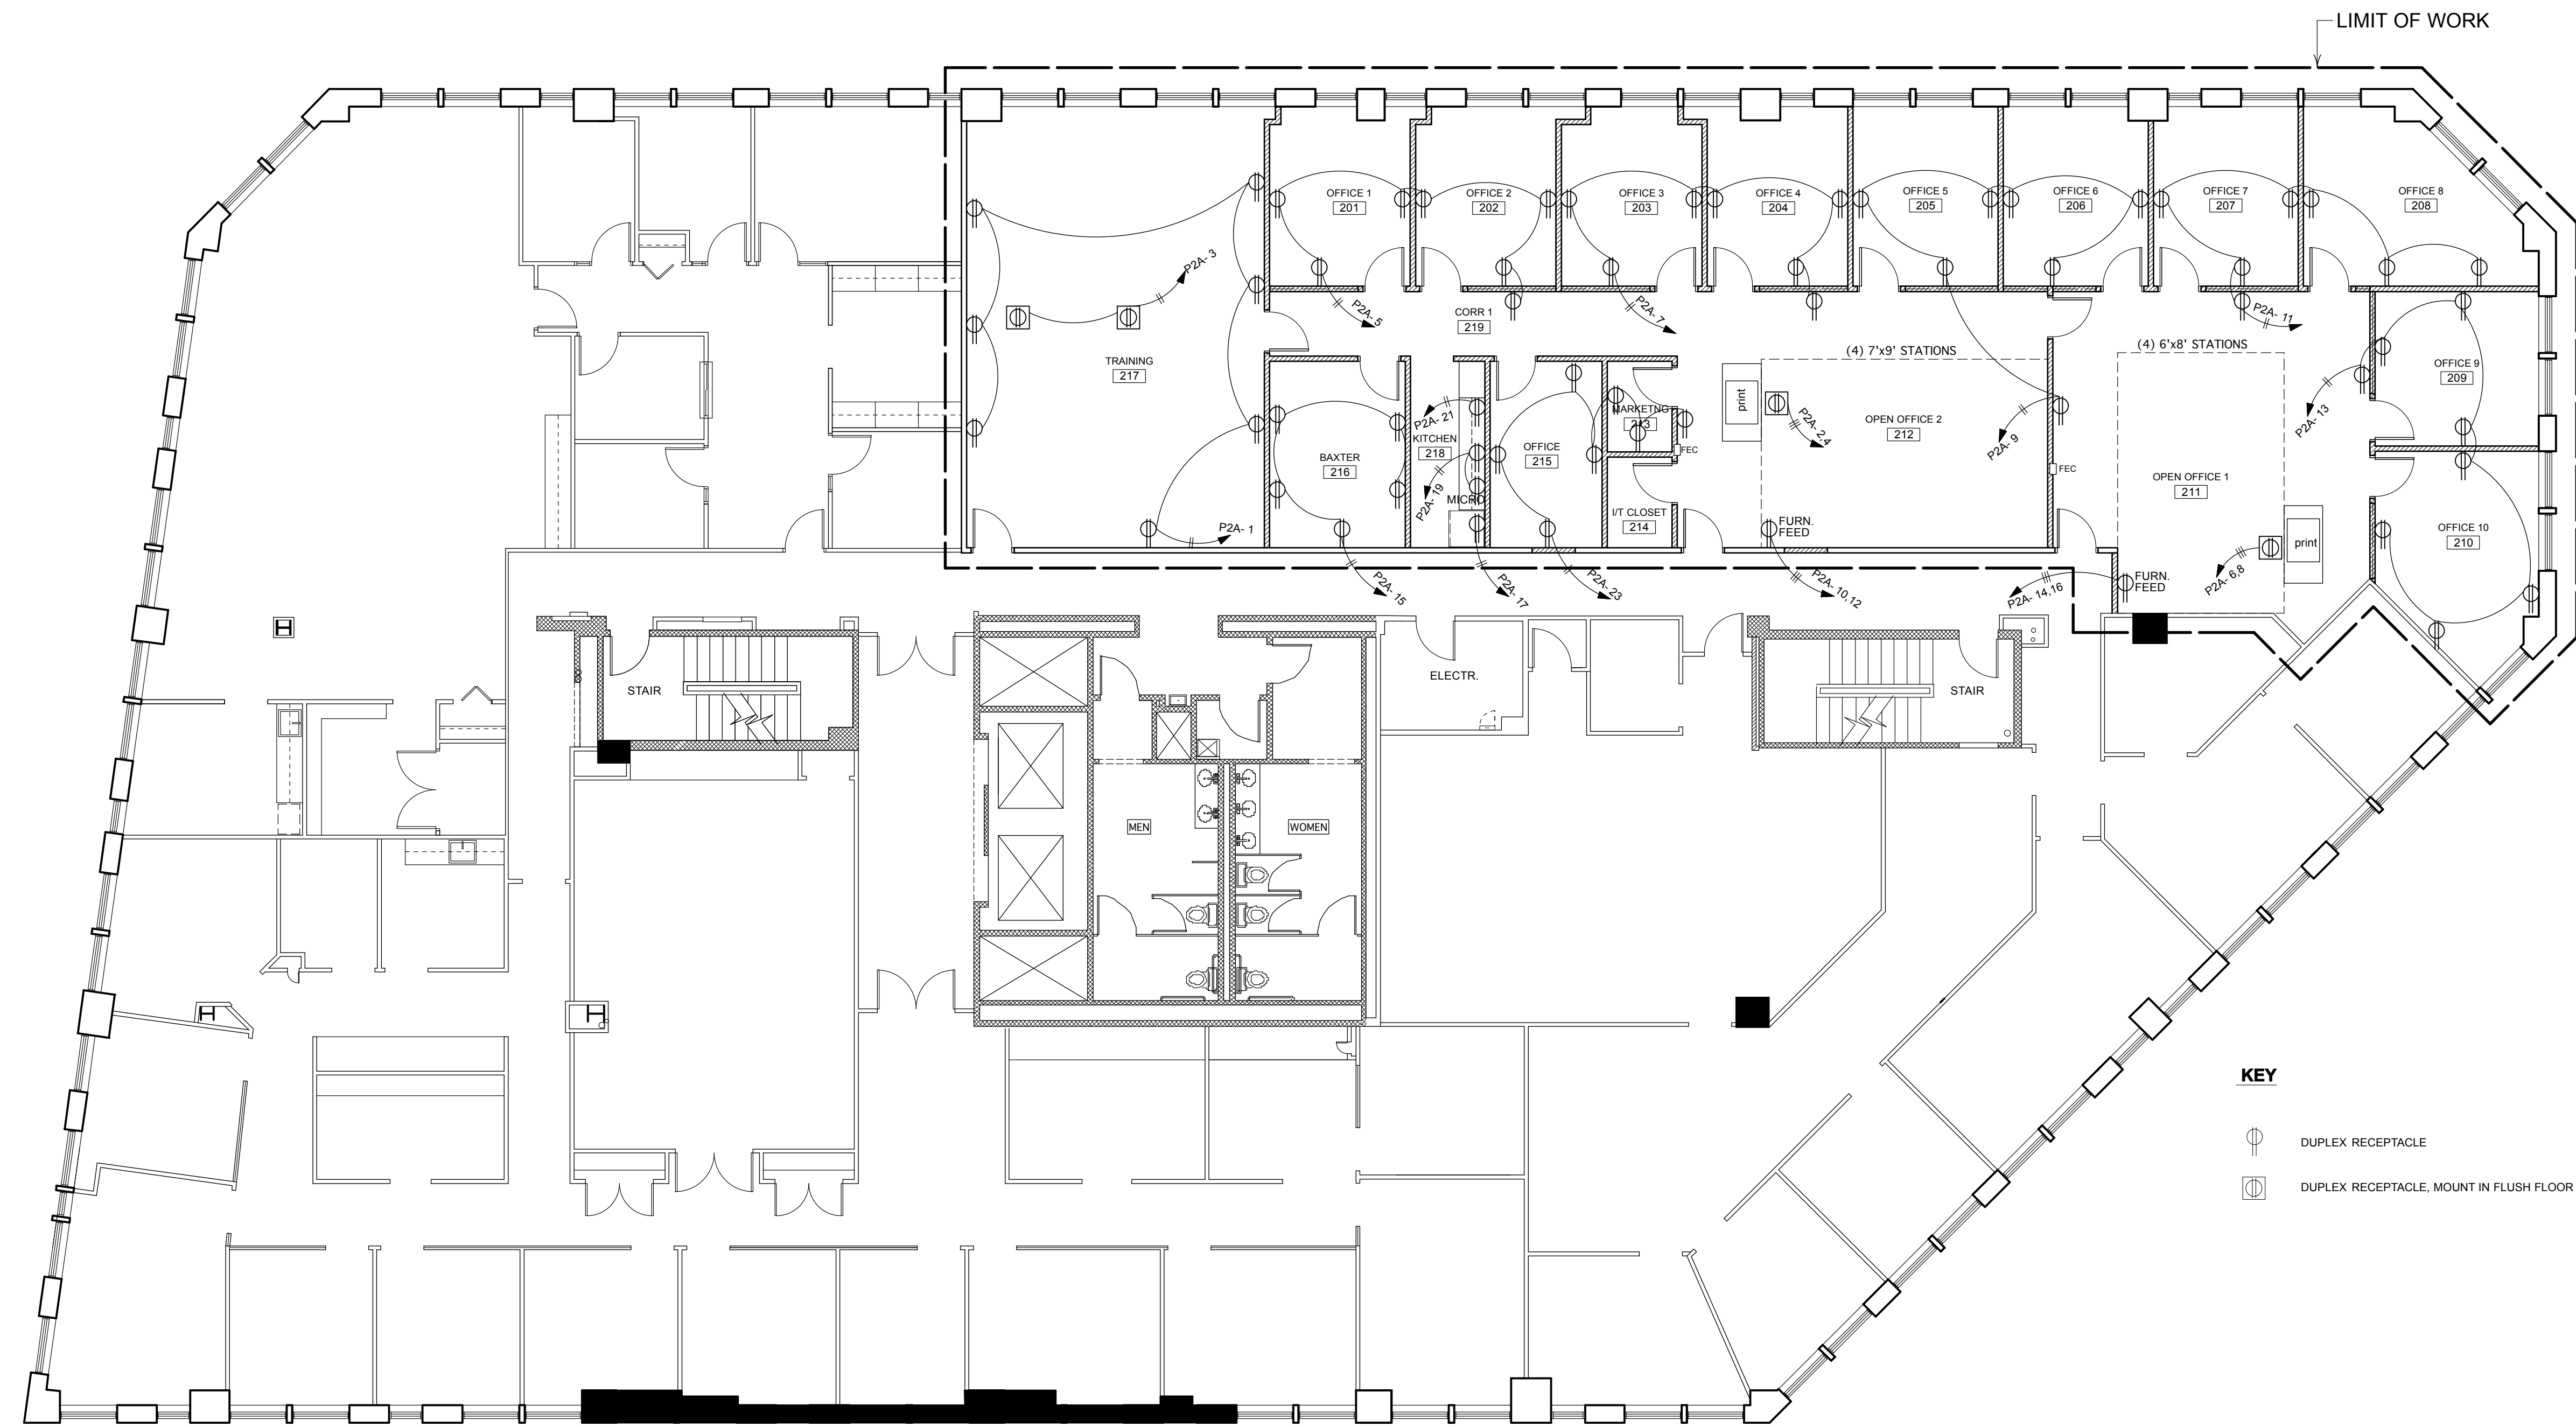 LIMIT OF WORK
OFFICE 1
201
OFFICE 2
202
OFFICE 3
203
OFFICE 4
204
OFFICE 5
205
OFFICE 6
206
OFFICE 7
207
OFFICE 8
208
P2A- 3
P2A- 5
CORR 1
219
P2A- 7
P2A- 11
(4) 7'x9' STATIONS
(4) 6'x8' STATIONS
TRAINING
217
OFFICE 9
209
print
MARKETNG
213
P2A- 2,4
OPEN OFFICE 2
212
P2A- 9
P2A- 13
P2A- 21
KITCHEN
218
BAXTER
216
OFFICE
215
FEC
FEC
OPEN OFFICE 1
211
P2A- 19
MICRO
I/T CLOSET
214
P2A- 1
FURN.
FEED
OFFICE 10
210
print
P2A- 15
P2A- 17
P2A- 23
P2A- 10,12
P2A- 14,16
FURN.
FEED
P2A- 6,8
H
STAIR
ELECTR.
STAIR
MEN
WOMEN
H
H
KEY
DUPLEX RECEPTACLE
DUPLEX RECEPTACLE, MOUNT IN FLUSH FLOOR